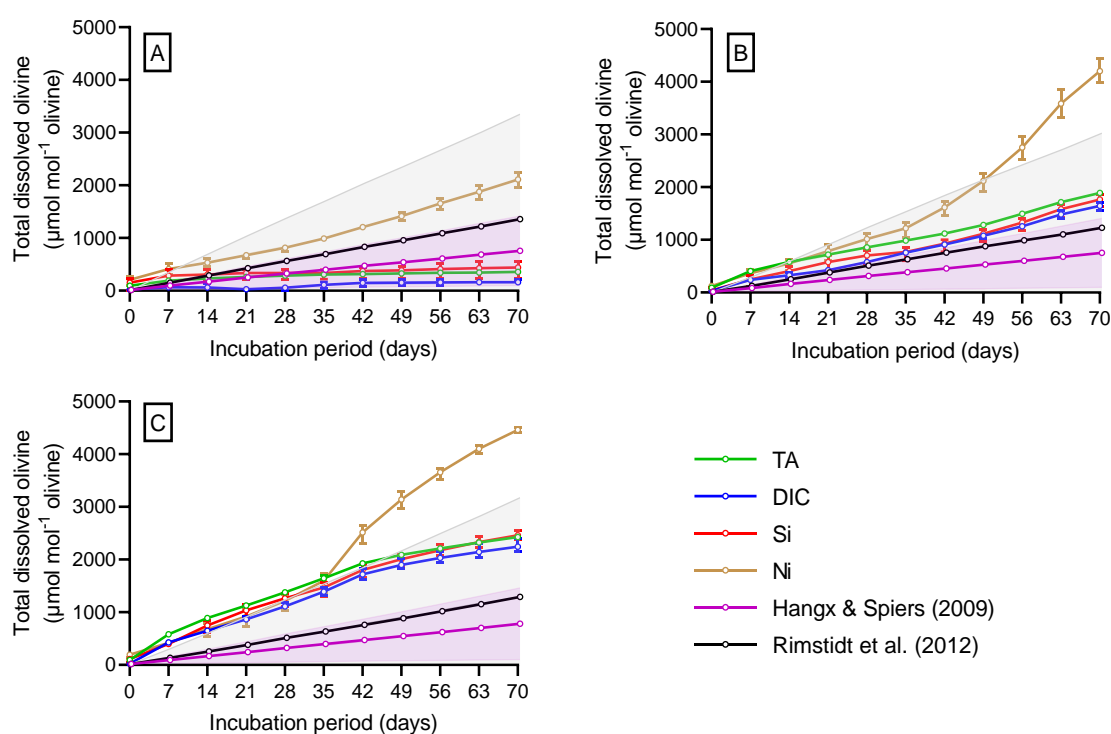 A
5000
4000
3000
2000
1000
0
Total dissolved olivine
(µmol mol⁻¹ olivine)
0 7 14 21 28 35 42 49 56 63 70
Incubation period (days)
B
5000
4000
3000
2000
1000
0
Total dissolved olivine
(µmol mol⁻¹ olivine)
0 7 14 21 28 35 42 49 56 63 70
Incubation period (days)
C
5000
4000
3000
2000
1000
0
Total dissolved olivine
(µmol mol⁻¹ olivine)
0 7 14 21 28 35 42 49 56 63 70
Incubation period (days)
TA
DIC
Si
Ni
Hangx & Spiers (2009)
Rimstidt et al. (2012)